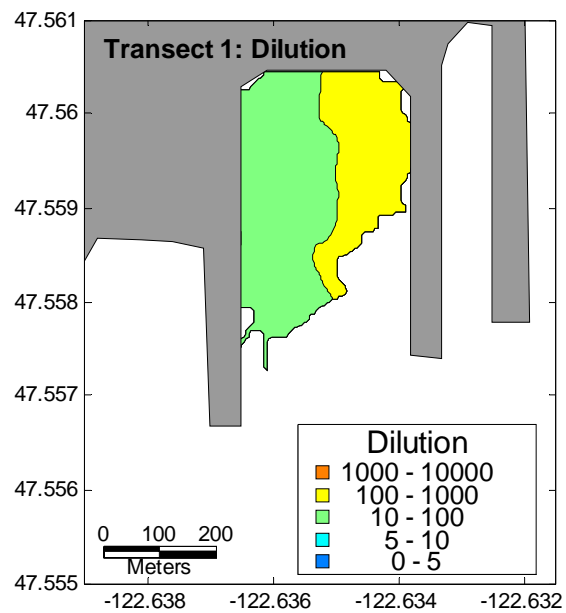 47.561
Transect 1: Dilution
47.56
47.559
47.558
47.557
47.556
47.555
Dilution
1000 - 10000
100 - 1000
10 - 100
5 - 10
0 - 5
0 100 200
Meters
-122.638 -122.636 -122.634 -122.632